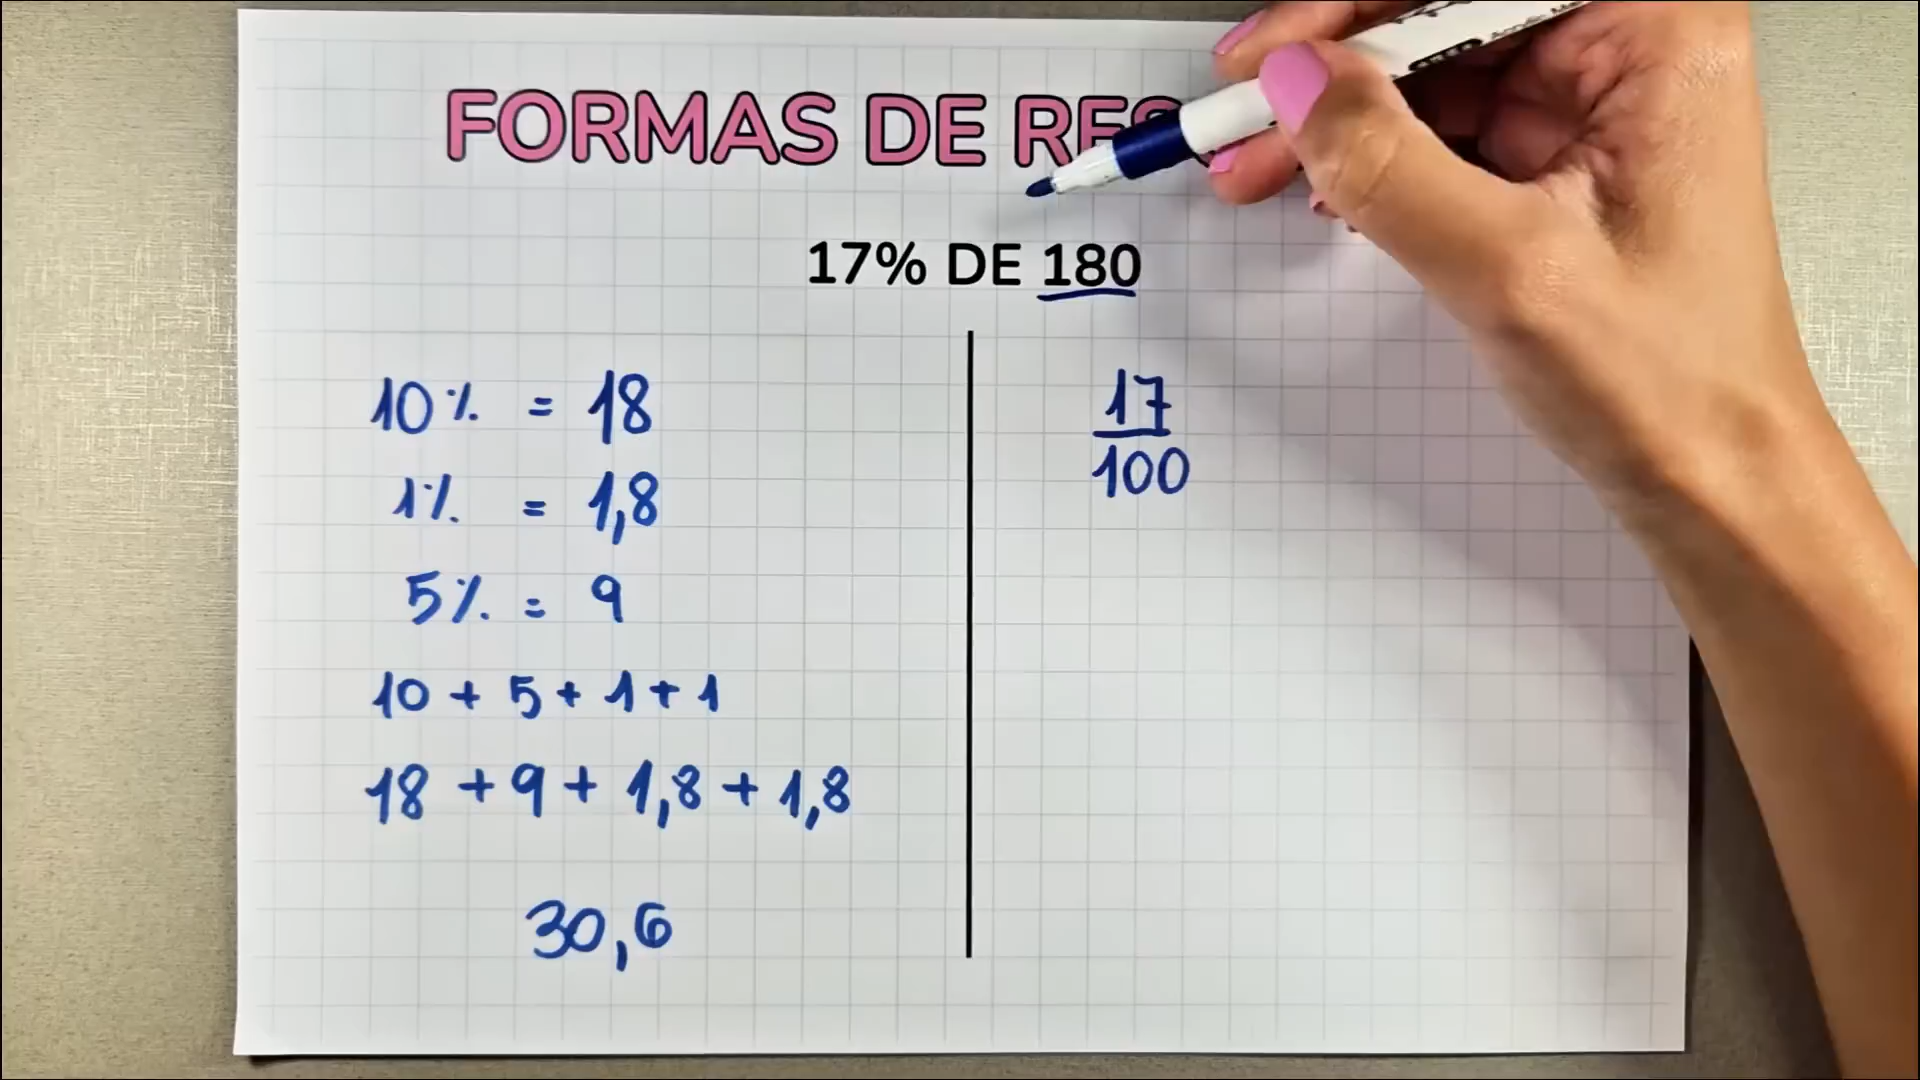 FORMAS DE RES
17% DE 180
10% = 18
1% = 1,8
5% = 9
10 + 5 + 1 + 1
18 + 9 + 1,8 + 1,8
30,6
17
100